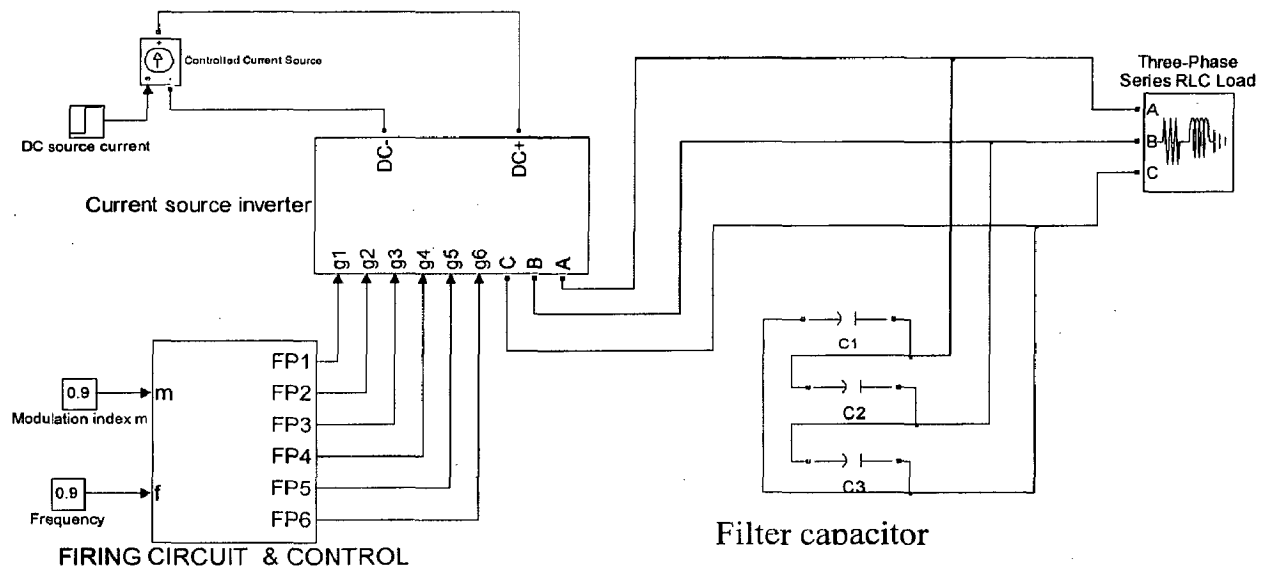 Controlled Current Source
DC source current
Three-Phase
Series RLC Load
A
B
C
DC-
DC+
Current source inverter
g1
g2
g3
g4
g5
g6
C
B
A
C1
C2
C3
FP1
FP2
FP3
FP4
FP5
FP6
0.9
m
Modulation index m
0.9
f
Frequency
Filter capacitor
FIRING CIRCUIT & CONTROL